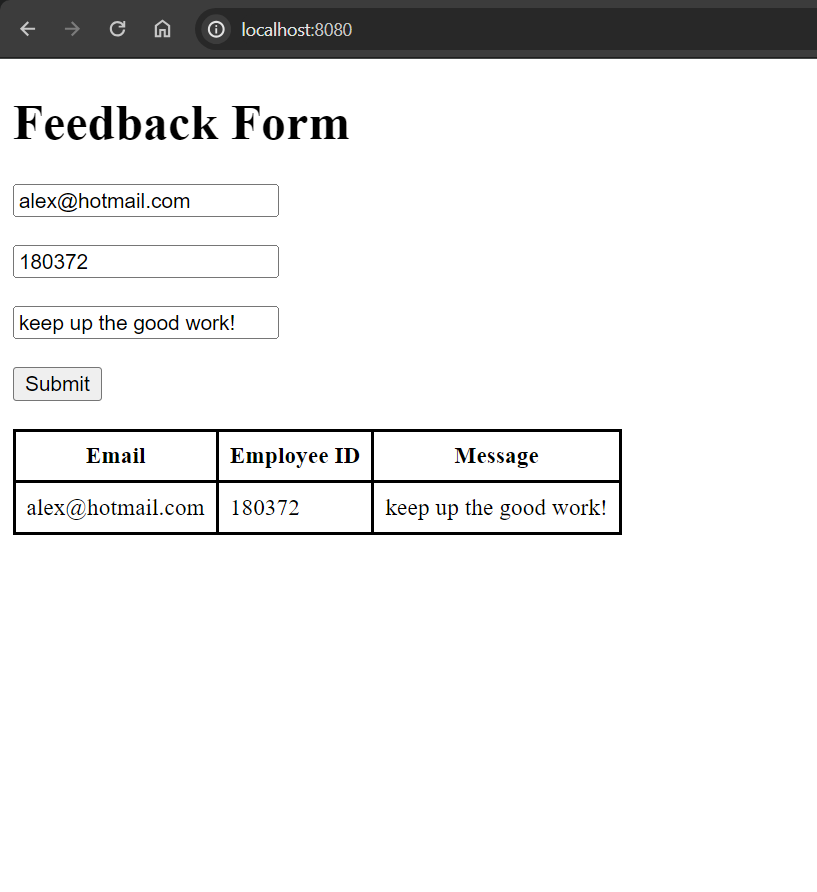 localhost:8080
Feedback Form
alex@hotmail.com
180372
keep up the good work!
Submit
Email Employee ID Message
alex@hotmail.com 180372 keep up the good work!